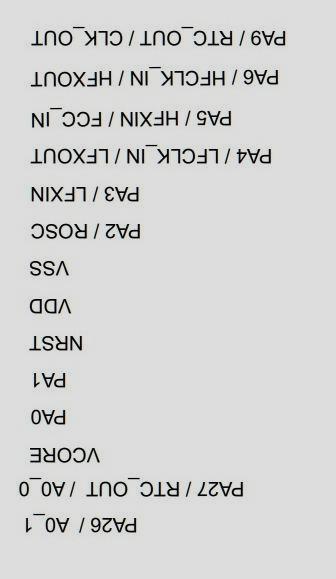 PA26 / A0_1
PA27 / RTC_OUT / A0_0
VCORE
PA0
PA1
NRST
VDD
VSS
PA2 / ROSC
PA3 / LFXIN
PA4 / LFCLK_IN / LFXOUT
PA5 / HFXIN / FCC_IN
PA6 / HFCLK_IN / HFXOUT
PA9 / RTC_OUT / CLK_OUT